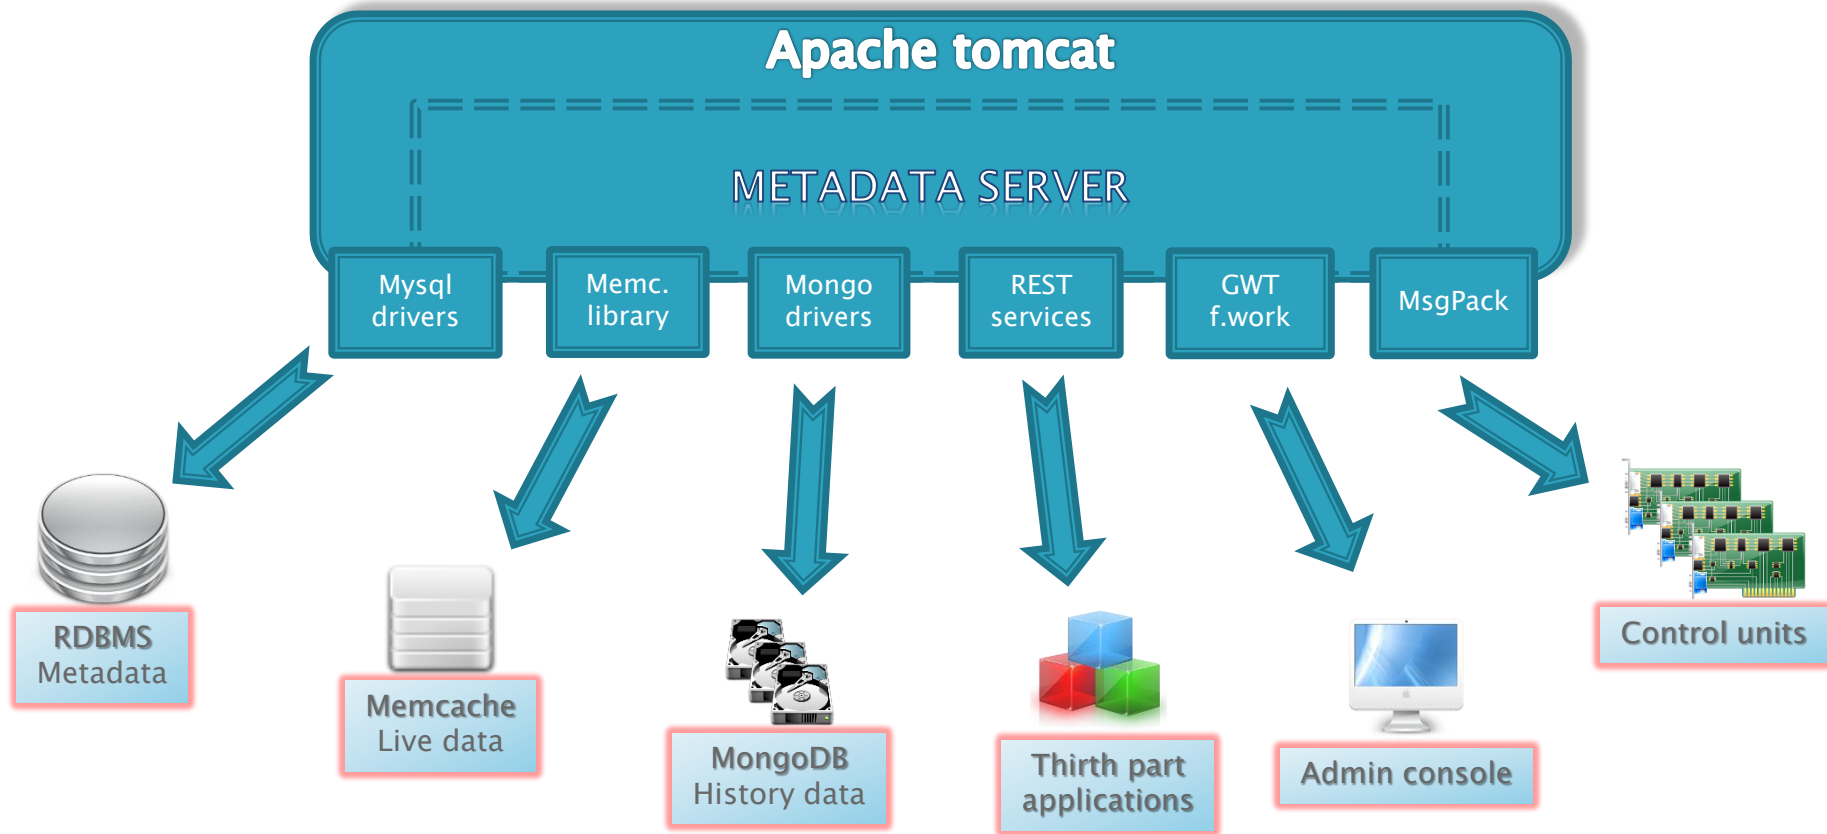 Apache tomcat
METADATA SERVER
Mysql
drivers
Memc.
library
Mongo
drivers
REST
services
GWT
f.work
MsgPack
RDBMS
Metadata
Memcache
Live data
MongoDB
History data
Thirth part
applications
Admin console
Control units